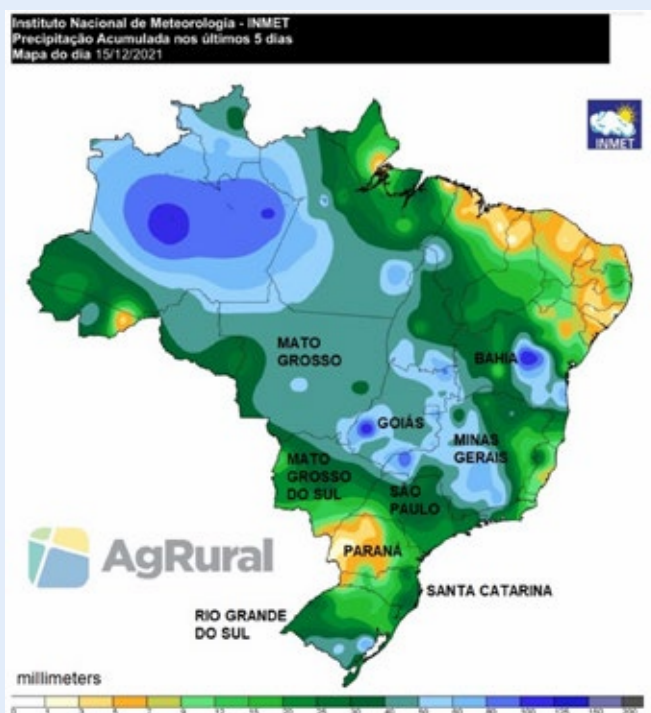 Instituto Nacional de Meteorologia - INMET
Precipitação Acumulada nos últimos 5 dias
Mapa do dia 15/12/2021
INMET
MATO
GROSSO
BAHIA
GOIÁS
MINAS
GERAIS
MATO
GROSSO
DO SUL
SÃO
PAULO
AgRural
PARANÁ
SANTA CATARINA
RIO GRANDE
DO SUL
millimeters